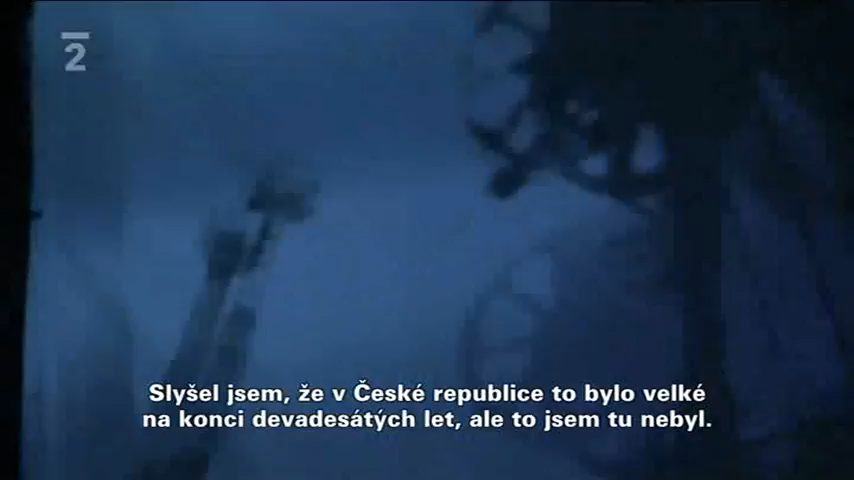 2
Slyšel jsem, že v České republice to bylo velké
na konci devadesátých let, ale to jsem tu nebyl.